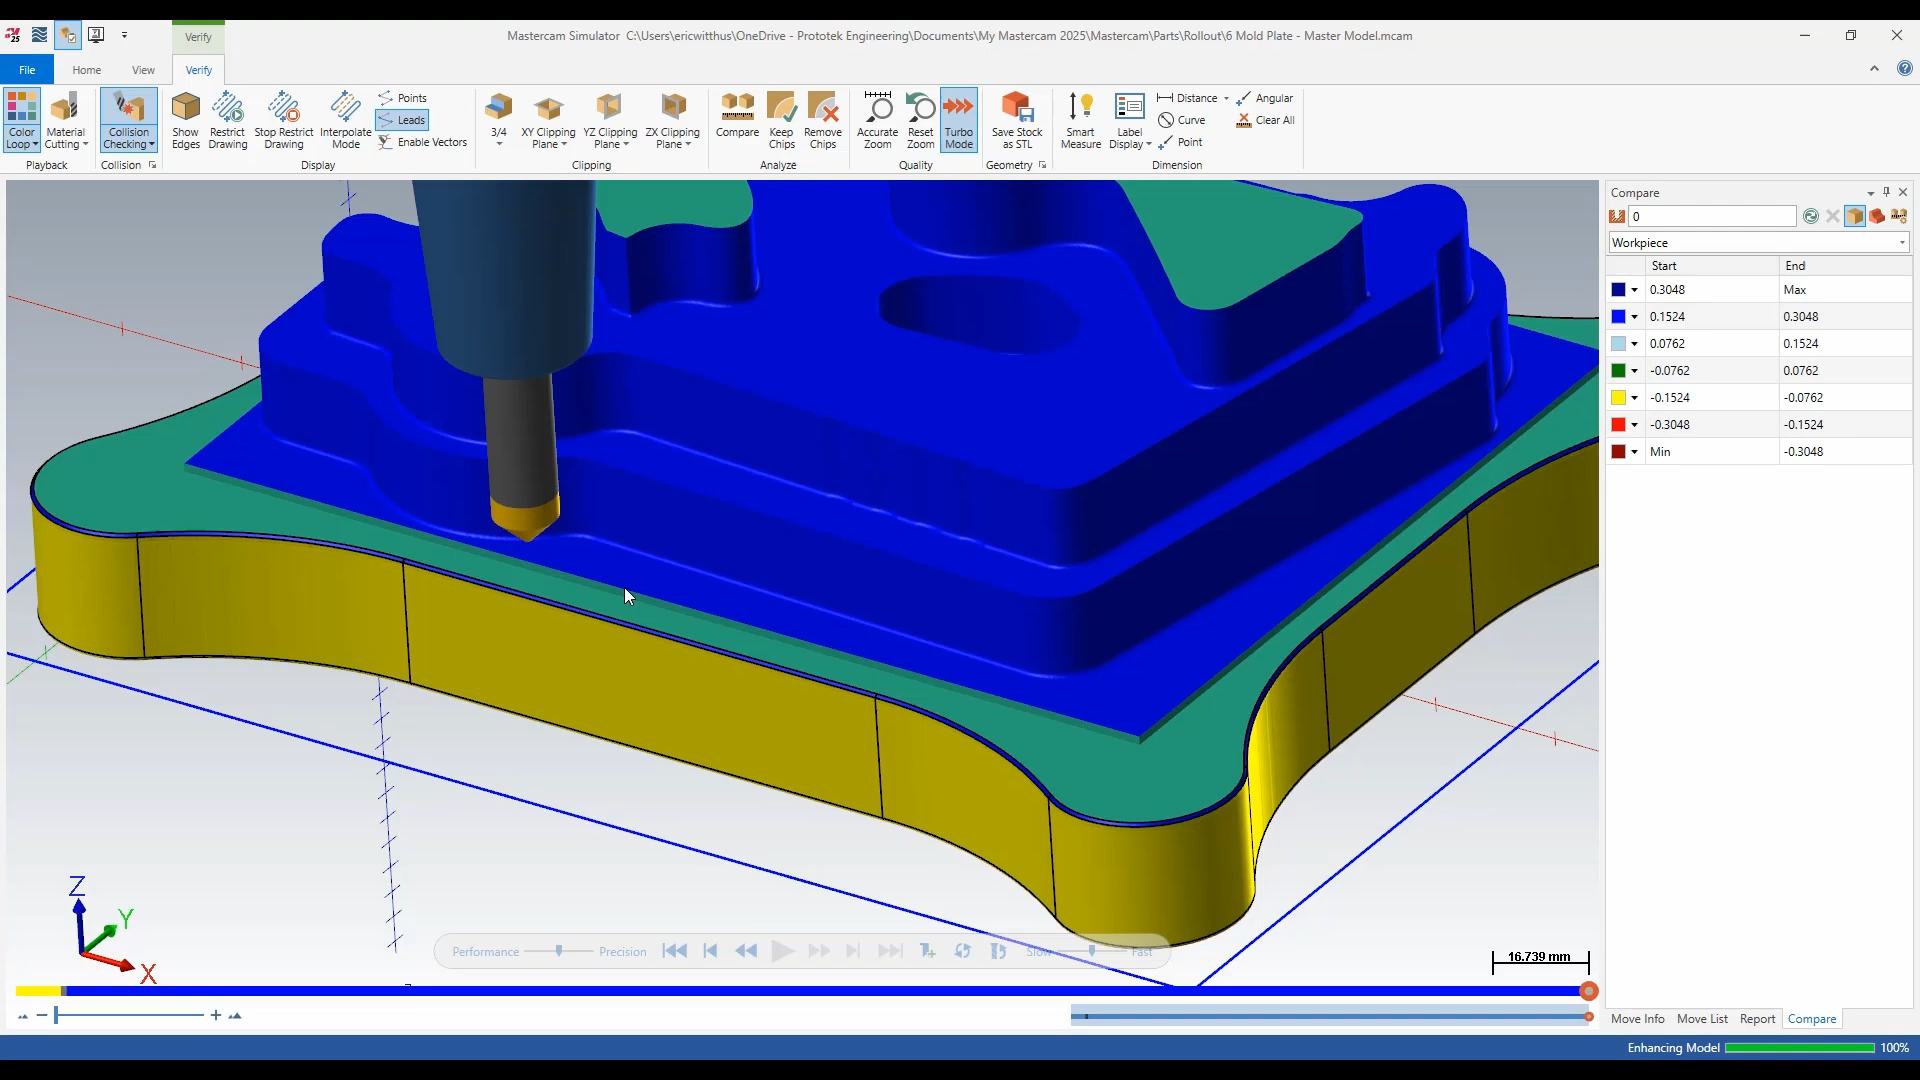 25
Verify
Mastercam Simulator C:\Users\ericwitthus\OneDrive - Prototek Engineering\Documents\My Mastercam 2025\Mastercam\Parts\Rollout\6 Mold Plate - Master Model.mcam
File Home View Verify
Color Loop
Material Cutting
Playback
Collision Checking
Collision
Show Edges
Restrict Drawing
Stop Restrict Drawing
Interpolate Mode
Points
Leads
Enable Vectors
Display
3/4
XY Clipping Plane
YZ Clipping Plane
ZX Clipping Plane
Clipping
Compare
Keep Chips
Remove Chips
Analyze
Accurate Zoom
Reset Zoom
Turbo Mode
Quality
Save Stock as STL
Geometry
Smart Measure
Label Display
Distance
Curve
Point
Angular
Clear All
Dimension
Compare
0
Workpiece
Start End
0.3048 Max
0.1524 0.3048
0.0762 0.1524
-0.0762 0.0762
-0.1524 -0.0762
-0.3048 -0.1524
Min -0.3048
Z
Y
X
Performance Precision
Slow Fast
16.739 mm
Move Info Move List Report Compare
Enhancing Model 100%